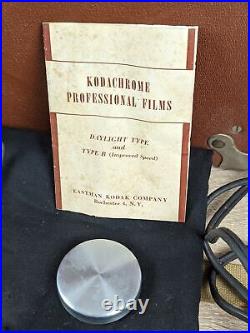 KODACHROME
PROFESSIONAL FILMS
DAYLIGHT TYPE
and
TYPE B (Improved Speed)
EASTMAN KODAK COMPANY
Rochester 4, N.Y.